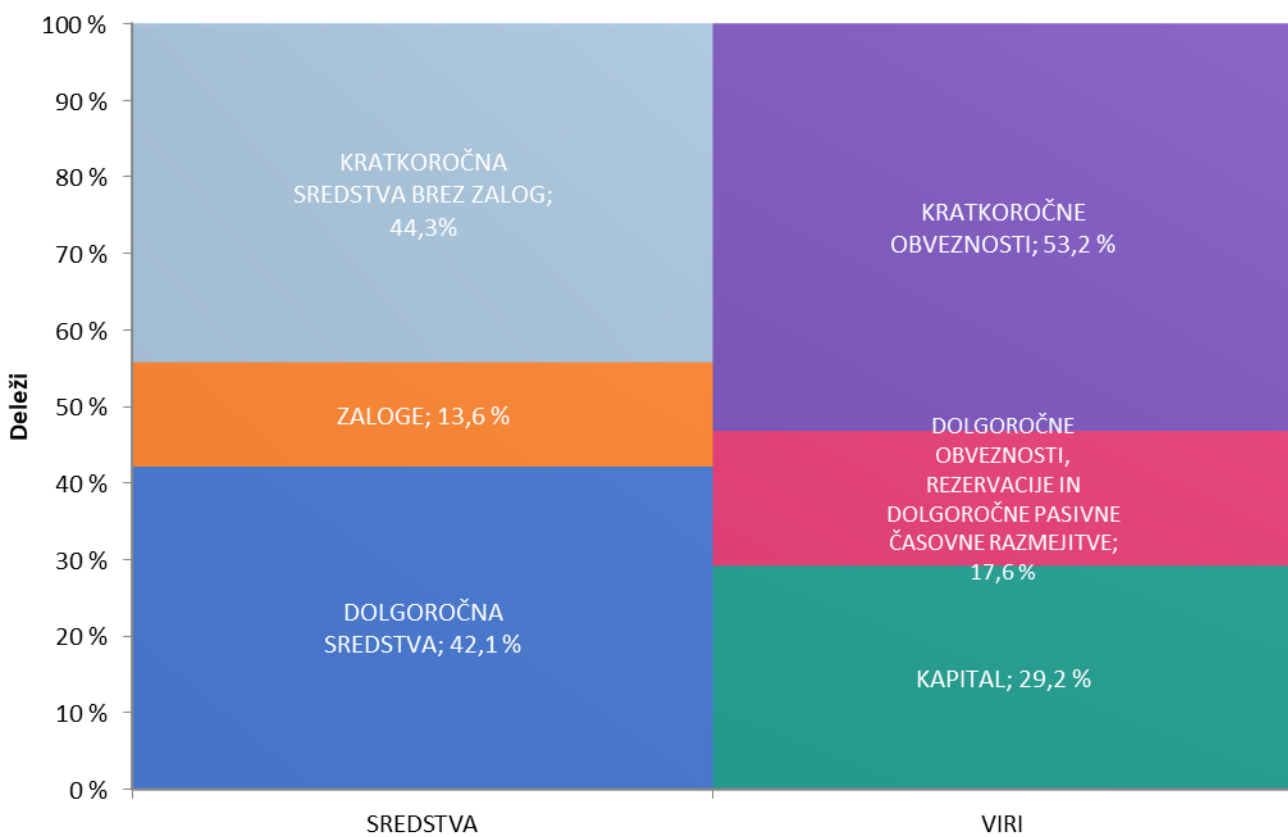 100 %
90 %
80 %
70 %
60 %
50 %
40 %
30 %
20 %
10 %
0 %
Deleži
KRATKOROČNA
SREDSTVA BREZ ZALOG;
44,3%
ZALOGE; 13,6 %
DOLGOROČNA
SREDSTVA; 42,1 %
KRATKOROČNE
OBVEZNOSTI; 53,2 %
DOLGOROČNE
OBVEZNOSTI,
REZERVACIJE IN
DOLGOROČNE PASIVNE
ČASOVNE RAZMEJITVE;
17,6 %
KAPITAL; 29,2 %
SREDSTVA
VIRI